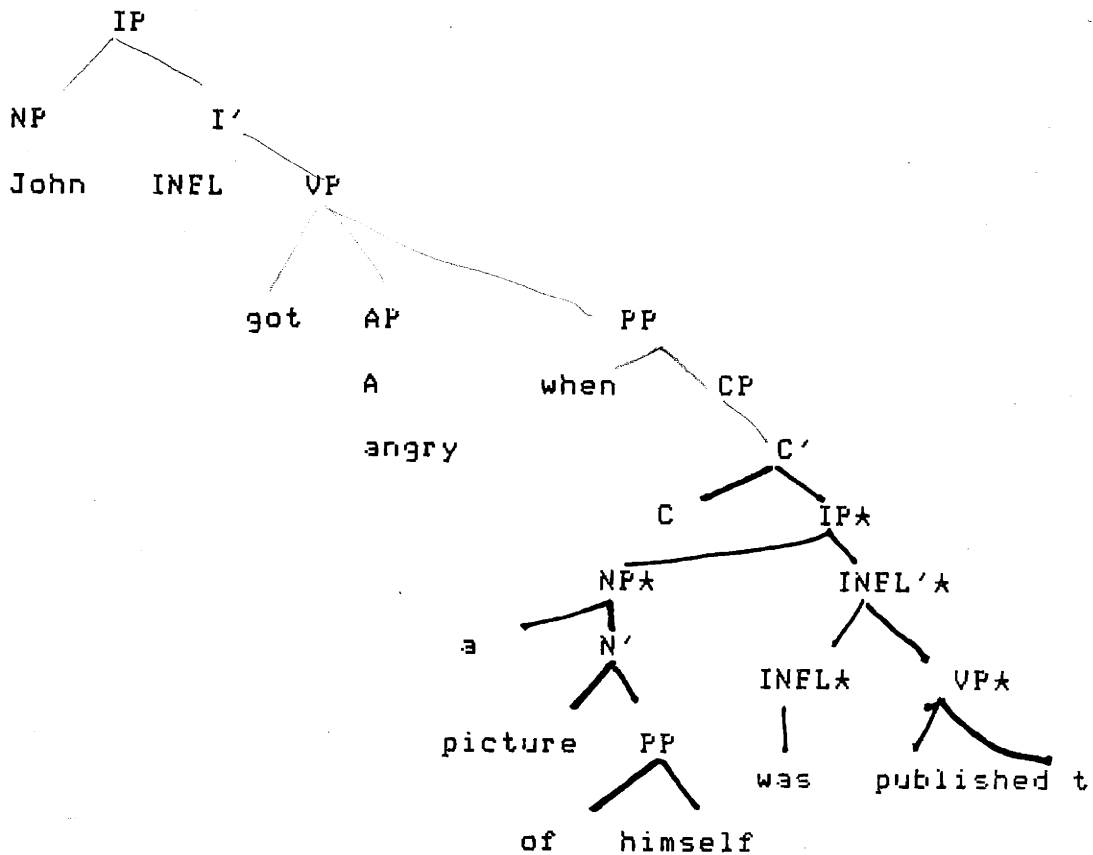 IP
NP I′
John INFL VP
got AP PP
A when CP
angry C′
C IP*
NP* INFL′*
a N′
INFL* VP*
picture PP
was published t
of himself